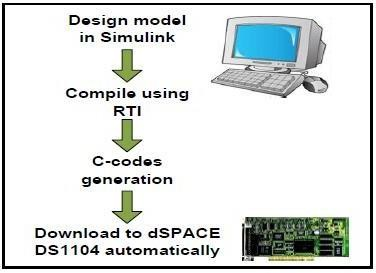 Design model
in Simulink
Compile using
RTI
C-codes
generation
Download to dSPACE
DS1104 automatically